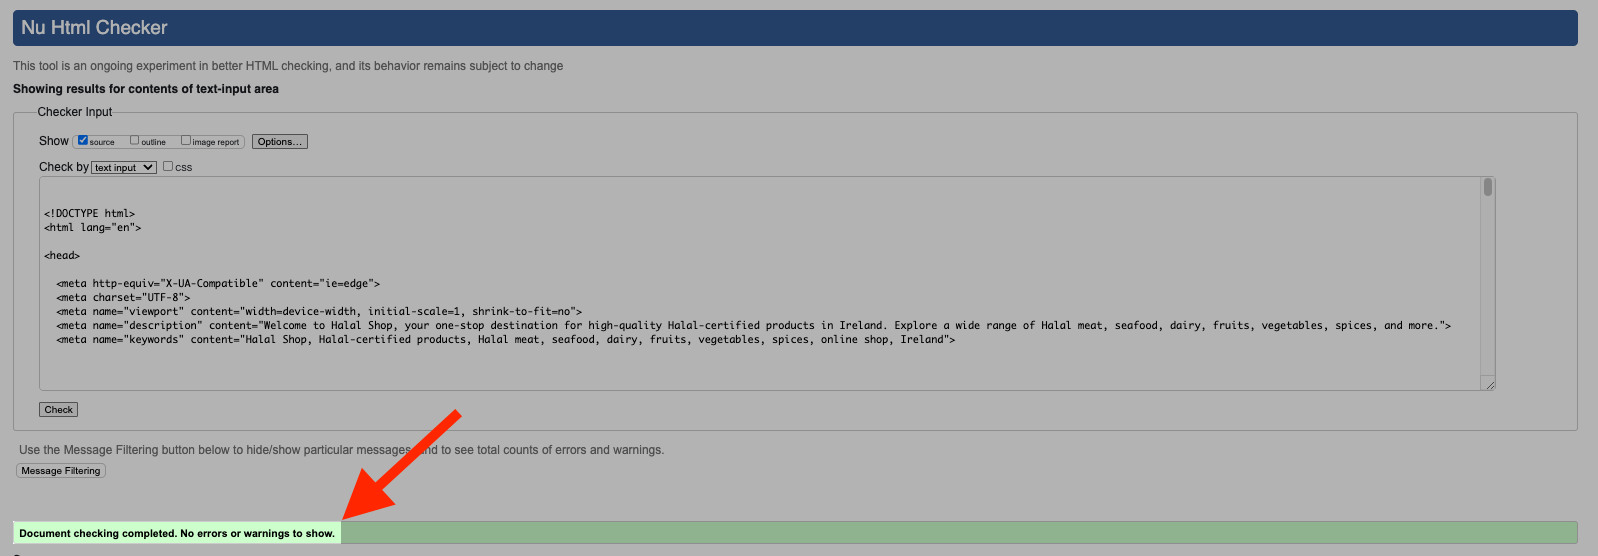 Nu Html Checker
This tool is an ongoing experiment in better HTML checking, and its behavior remains subject to change
Showing results for contents of text-input area
Checker Input
Show source outline image report Options...
Check by text input css
<!DOCTYPE html>
<html lang="en">
<head>
<meta http-equiv="X-UA-Compatible" content="ie=edge">
<meta charset="UTF-8">
<meta name="viewport" content="width=device-width, initial-scale=1, shrink-to-fit=no">
<meta name="description" content="Welcome to Halal Shop, your one-stop destination for high-quality Halal-certified products in Ireland. Explore a wide range of Halal meat, seafood, dairy, fruits, vegetables, spices, and more.">
<meta name="keywords" content="Halal Shop, Halal-certified products, Halal meat, seafood, dairy, fruits, vegetables, spices, online shop, Ireland">
Check
Use the Message Filtering button below to hide/show particular messages, and to see total counts of errors and warnings.
Message Filtering
Document checking completed. No errors or warnings to show.